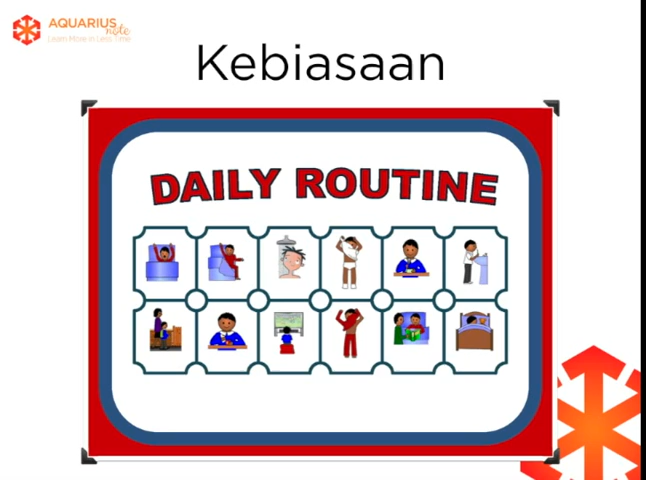 AQUARIUS
note
Learn More in Less Time
Kebiasaan
DAILY ROUTINE